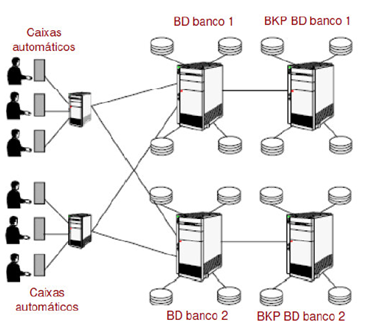 Caixas
automáticos
BD banco 1
BKP BD banco 1
Caixas
automáticos
BD banco 2
BKP BD banco 2